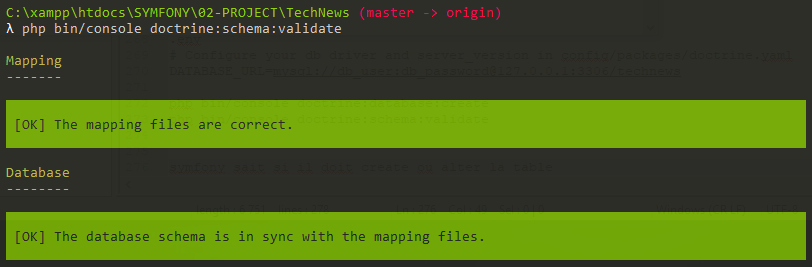 C:\xampp\htdocs\SYMFONY\02-PROJECT\TechNews (master -> origin)
λ php bin/console doctrine:schema:validate
Mapping
-------
[OK] The mapping files are correct.
Database
--------
[OK] The database schema is in sync with the mapping files.